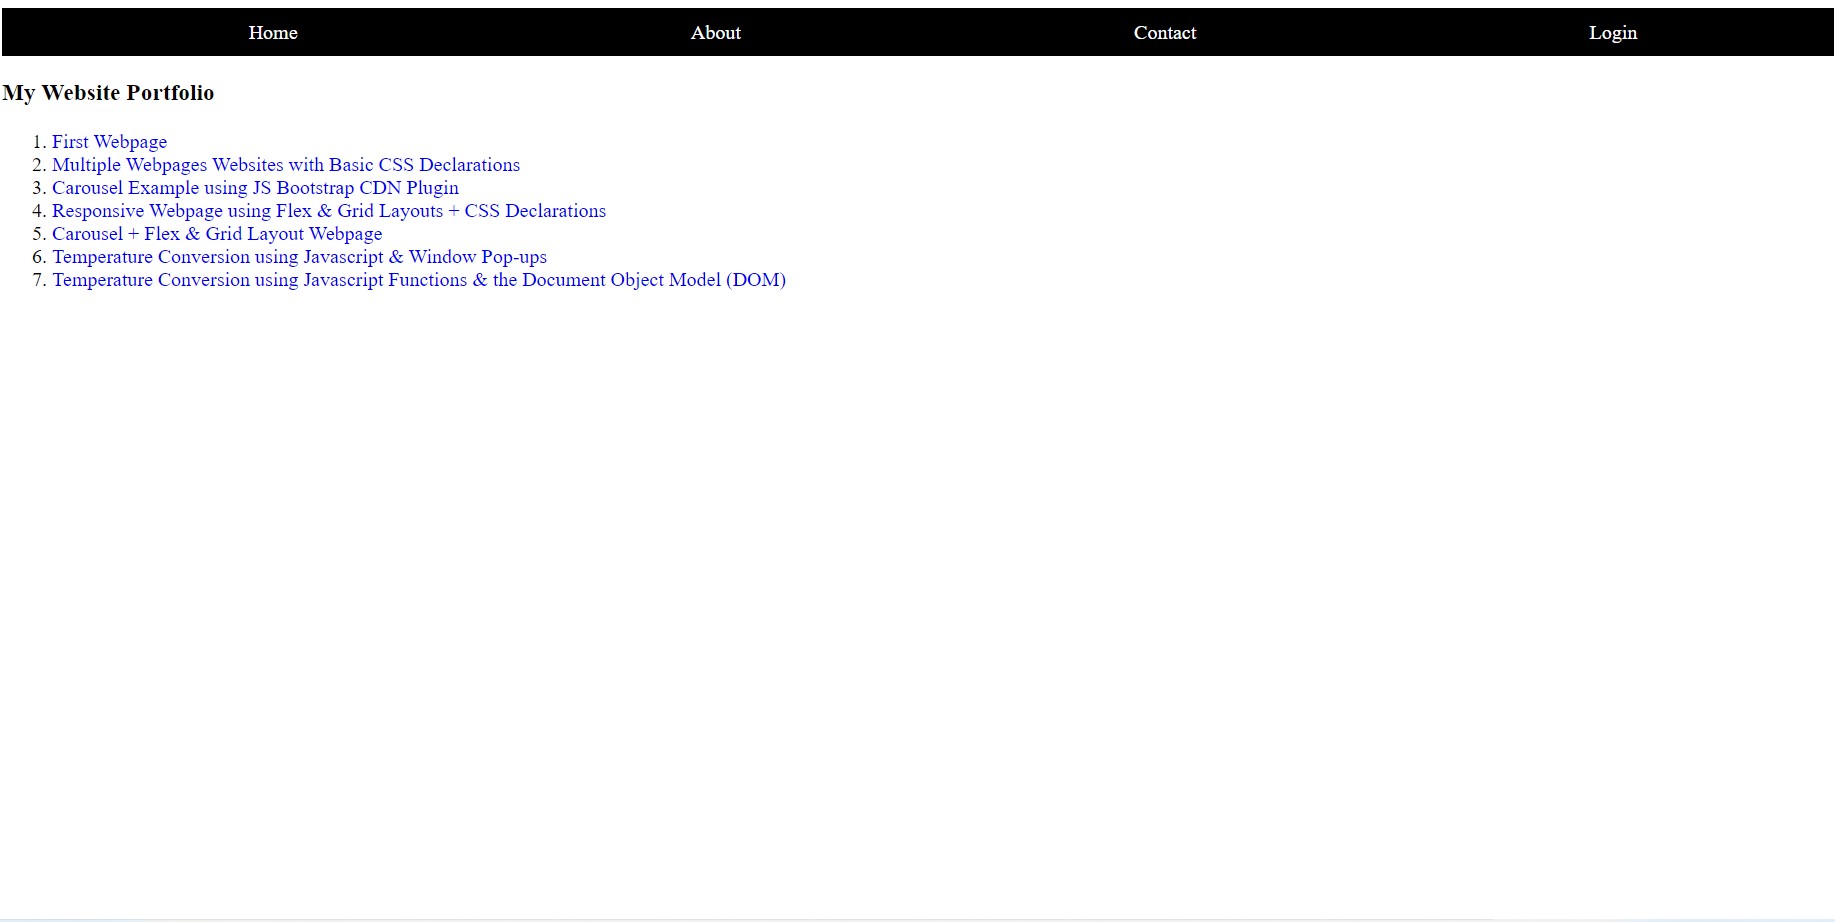 Home About Contact Login
My Website Portfolio
1. First Webpage
2. Multiple Webpages Websites with Basic CSS Declarations
3. Carousel Example using JS Bootstrap CDN Plugin
4. Responsive Webpage using Flex & Grid Layouts + CSS Declarations
5. Carousel + Flex & Grid Layout Webpage
6. Temperature Conversion using Javascript & Window Pop-ups
7. Temperature Conversion using Javascript Functions & the Document Object Model (DOM)